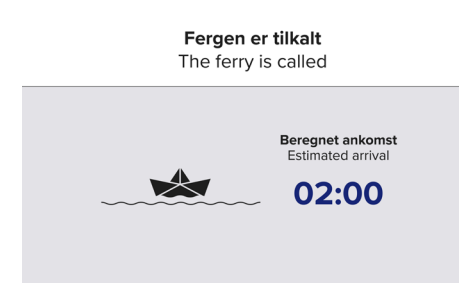 Fergen er tilkalt
The ferry is called
Beregnet ankomst
Estimated arrival
02:00